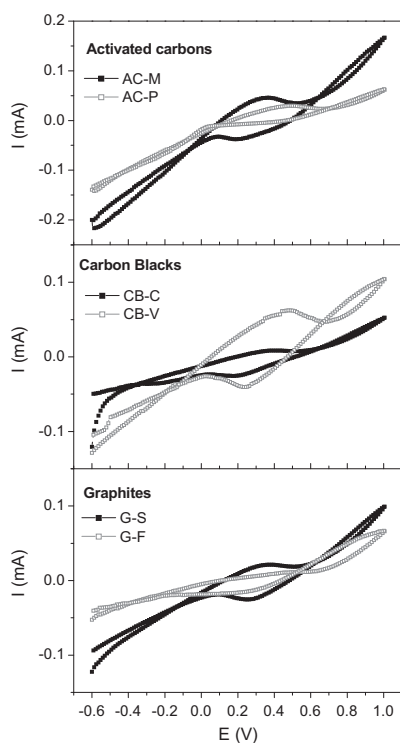 0.2
Activated carbons
AC-M
AC-P
0.1
0.0
-0.1
-0.2
I (mA)
Carbon Blacks
CB-C
CB-V
0.1
0.0
-0.1
I (mA)
Graphites
G-S
G-F
0.1
0.0
-0.1
I (mA)
-0.6 -0.4 -0.2 0.0 0.2 0.4 0.6 0.8 1.0
E (V)